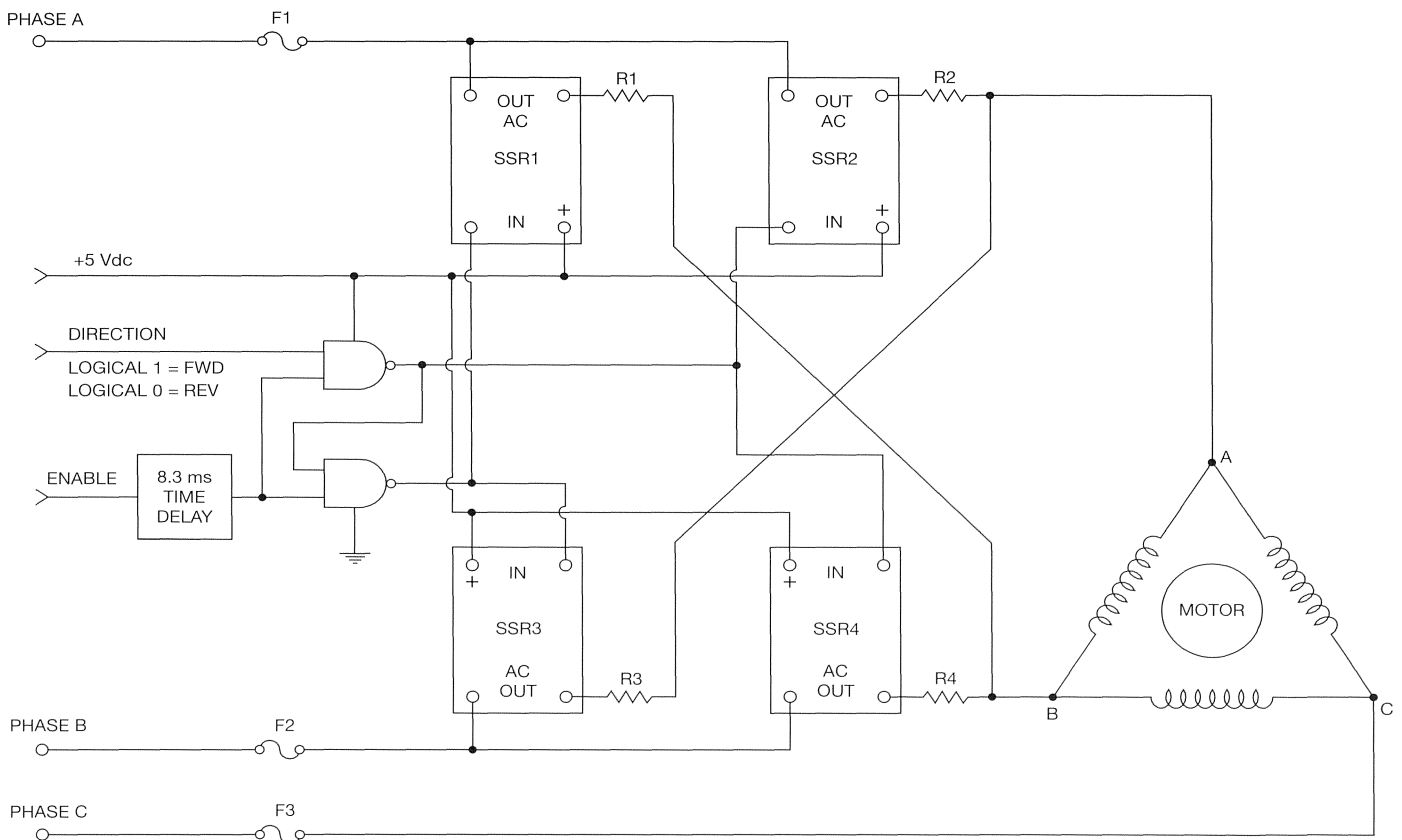 PHASE A
F1
R1
R2
OUT
AC
SSR1
IN
+
OUT
AC
SSR2
IN
+
+5 Vdc
DIRECTION
LOGICAL 1 = FWD
LOGICAL 0 = REV
ENABLE
8.3 ms
TIME
DELAY
A
MOTOR
B
C
+
IN
SSR3
AC
OUT
R3
+
IN
SSR4
AC
OUT
R4
PHASE B
F2
PHASE C
F3